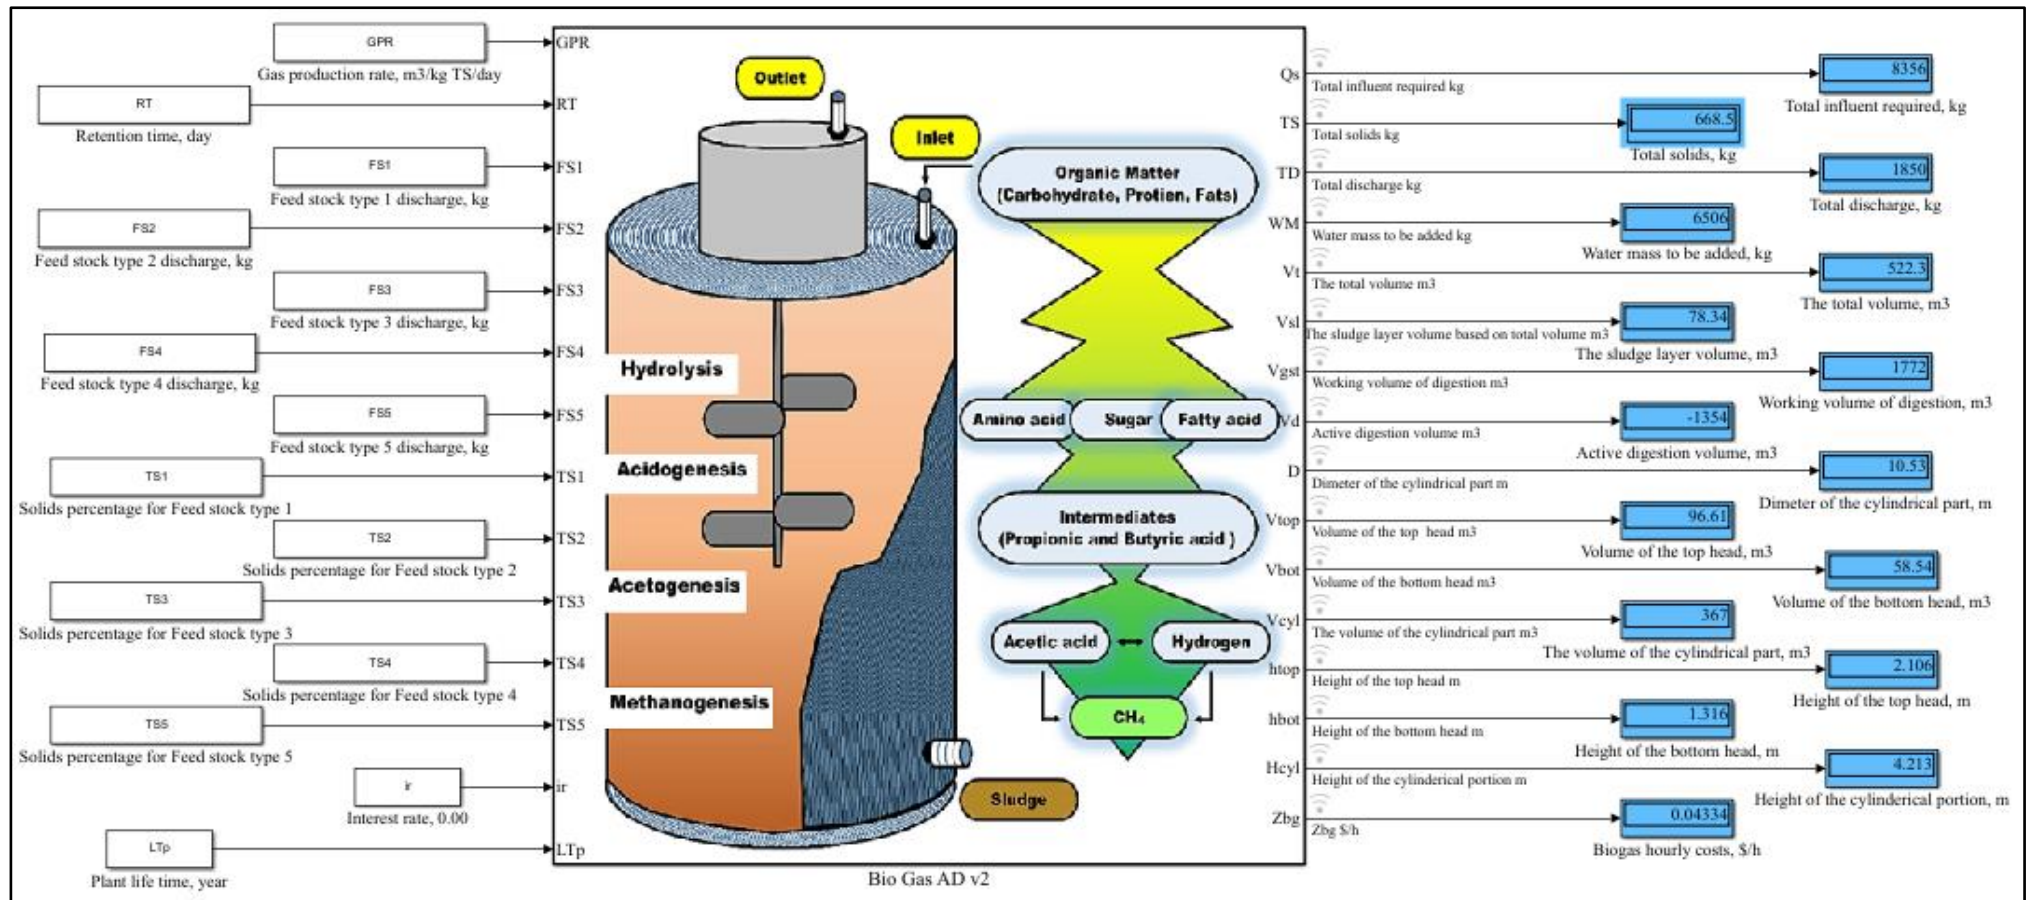 GPR
Gas production rate, m3/kg TS/day
RT
Retention time, day
FS1
Feed stock type 1 discharge, kg
FS2
Feed stock type 2 discharge, kg
FS3
Feed stock type 3 discharge, kg
FS4
Feed stock type 4 discharge, kg
FS5
Feed stock type 5 discharge, kg
TS1
Solids percentage for Feed stock type 1
TS2
Solids percentage for Feed stock type 2
TS3
Solids percentage for Feed stock type 3
TS4
Solids percentage for Feed stock type 4
TS5
Solids percentage for Feed stock type 5
ir
Interest rate, 0.00
LTp
Plant life time, year
GPR
RT
FS1
FS2
FS3
FS4
FS5
TS1
TS2
TS3
TS4
TS5
ir
LTp
Outlet
Inlet
Hydrolysis
Acidogenesis
Acetogenesis
Methanogenesis
Sludge
Organic Matter
(Carbohydrate, Protien, Fats)
Amino acid
Sugar
Fatty acid
Intermediates
(Propionic and Butyric acid )
Acetic acid
Hydrogen
CH₄
Bio Gas AD v2
Qs
Total influent required kg
8356
Total influent required, kg
TS
Total solids kg
668.5
Total solids, kg
TD
Total discharge kg
1850
Total discharge, kg
WM
Water mass to be added kg
6506
Water mass to be added, kg
Vt
The total volume m3
522.3
The total volume, m3
Vsl
The sludge layer volume based on total volume m3
78.34
The sludge layer volume, m3
Vgst
Working volume of digestion m3
1772
Working volume of digestion, m3
Vd
Active digestion volume m3
-1354
Active digestion volume, m3
D
Dimeter of the cylindrical part m
10.53
Dimeter of the cylindrical part, m
Vtop
Volume of the top head m3
96.61
Volume of the top head, m3
Vbot
Volume of the bottom head m3
58.54
Volume of the bottom head, m3
Vcyl
The volume of the cylindrical part m3
367
The volume of the cylindrical part, m3
htop
Height of the top head m
2.106
Height of the top head, m
hbot
Height of the bottom head m
1.316
Height of the bottom head, m
Hcyl
Height of the cylinderical portion m
4.213
Height of the cylinderical portion, m
Zbg
Zbg $/h
0.04334
Biogas hourly costs, $/h